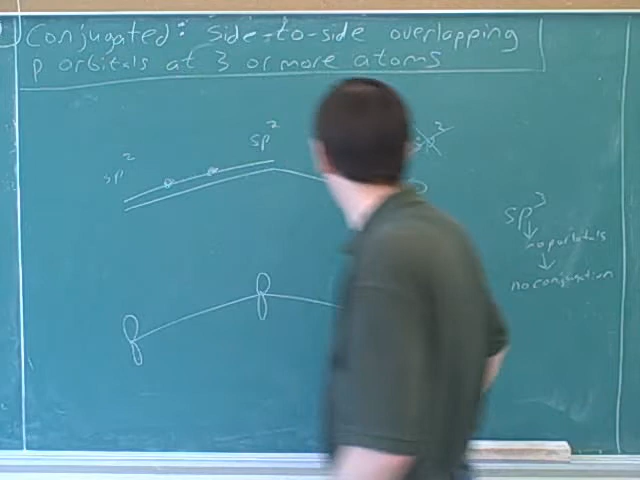 Conjugated: Side-to-side overlapping
p orbitals at 3 or more atoms
sp²
sp²
sp³
no p orbitals
no conjugation